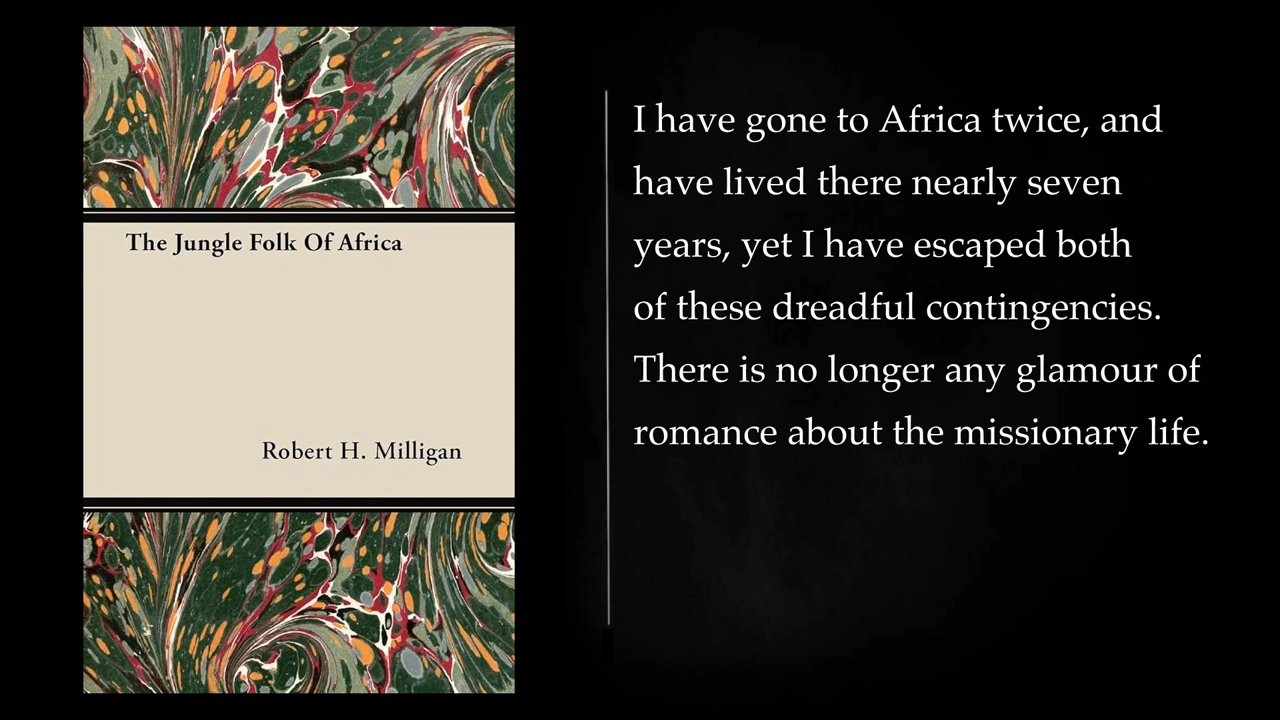 The Jungle Folk Of Africa
Robert H. Milligan
I have gone to Africa twice, and
have lived there nearly seven
years, yet I have escaped both
of these dreadful contingencies.
There is no longer any glamour of
romance about the missionary life.